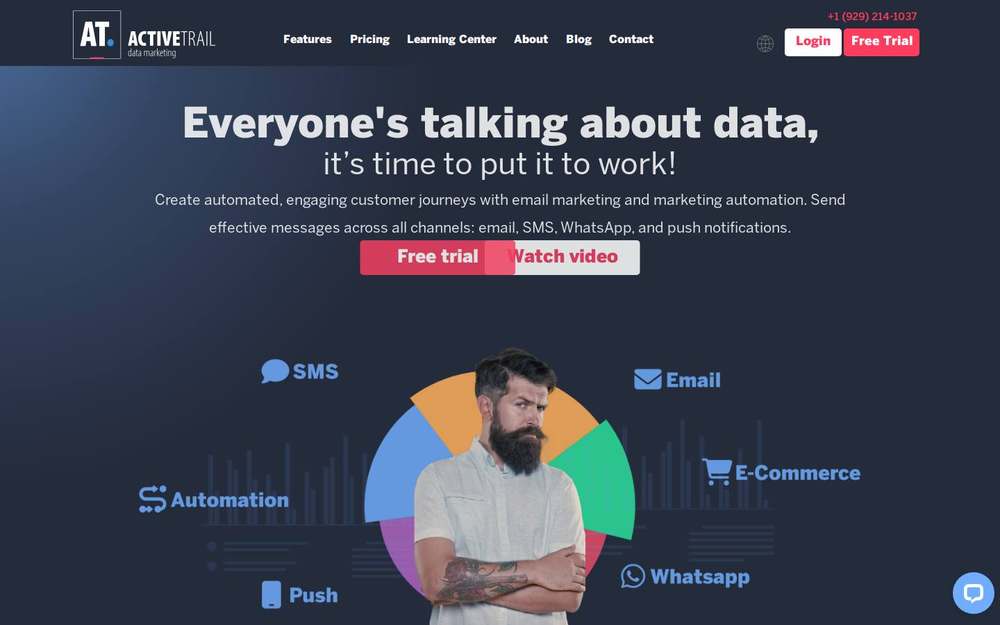 +1 (929) 214-1037
AT.
ACTIVETRAIL
data marketing
Features
Pricing
Learning Center
About
Blog
Contact
Login
Free Trial
Everyone's talking about data,
it’s time to put it to work!
Create automated, engaging customer journeys with email marketing and marketing automation. Send
effective messages across all channels: email, SMS, WhatsApp, and push notifications.
Free trial
Watch video
SMS
Email
E-Commerce
Automation
Whatsapp
Push